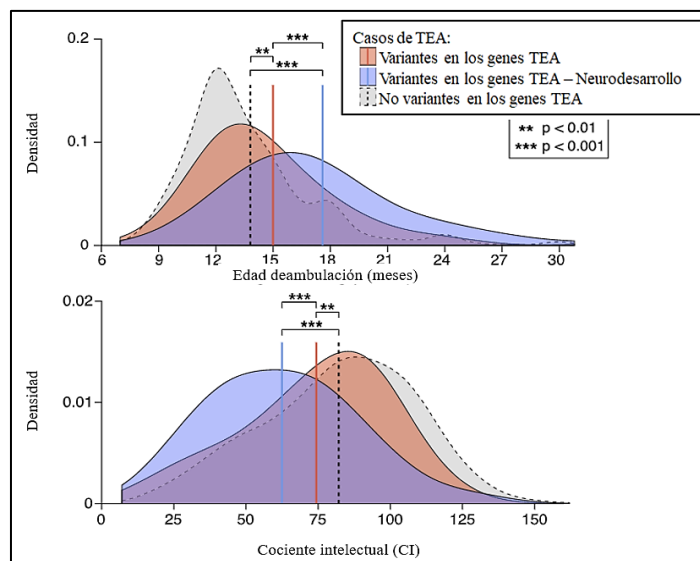 Casos de TEA:
Variantes en los genes TEA
Variantes en los genes TEA – Neurodesarrollo
No variantes en los genes TEA
** p < 0.01
*** p < 0.001
***
**
***
0.2
0.1
0
Densidad
6 9 12 15 18 21 24 27 30
Edad deambulación (meses)
***
**
***
0.02
0.01
0
Densidad
0 25 50 75 100 125 150
Cociente intelectual (CI)